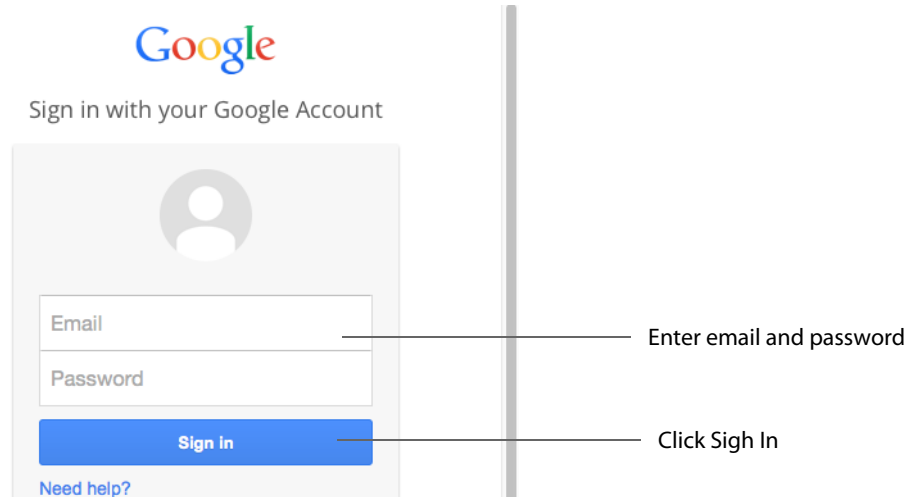 Google
Sign in with your Google Account
Email
Enter email and password
Password
Sign in
Click Sigh In
Need help?